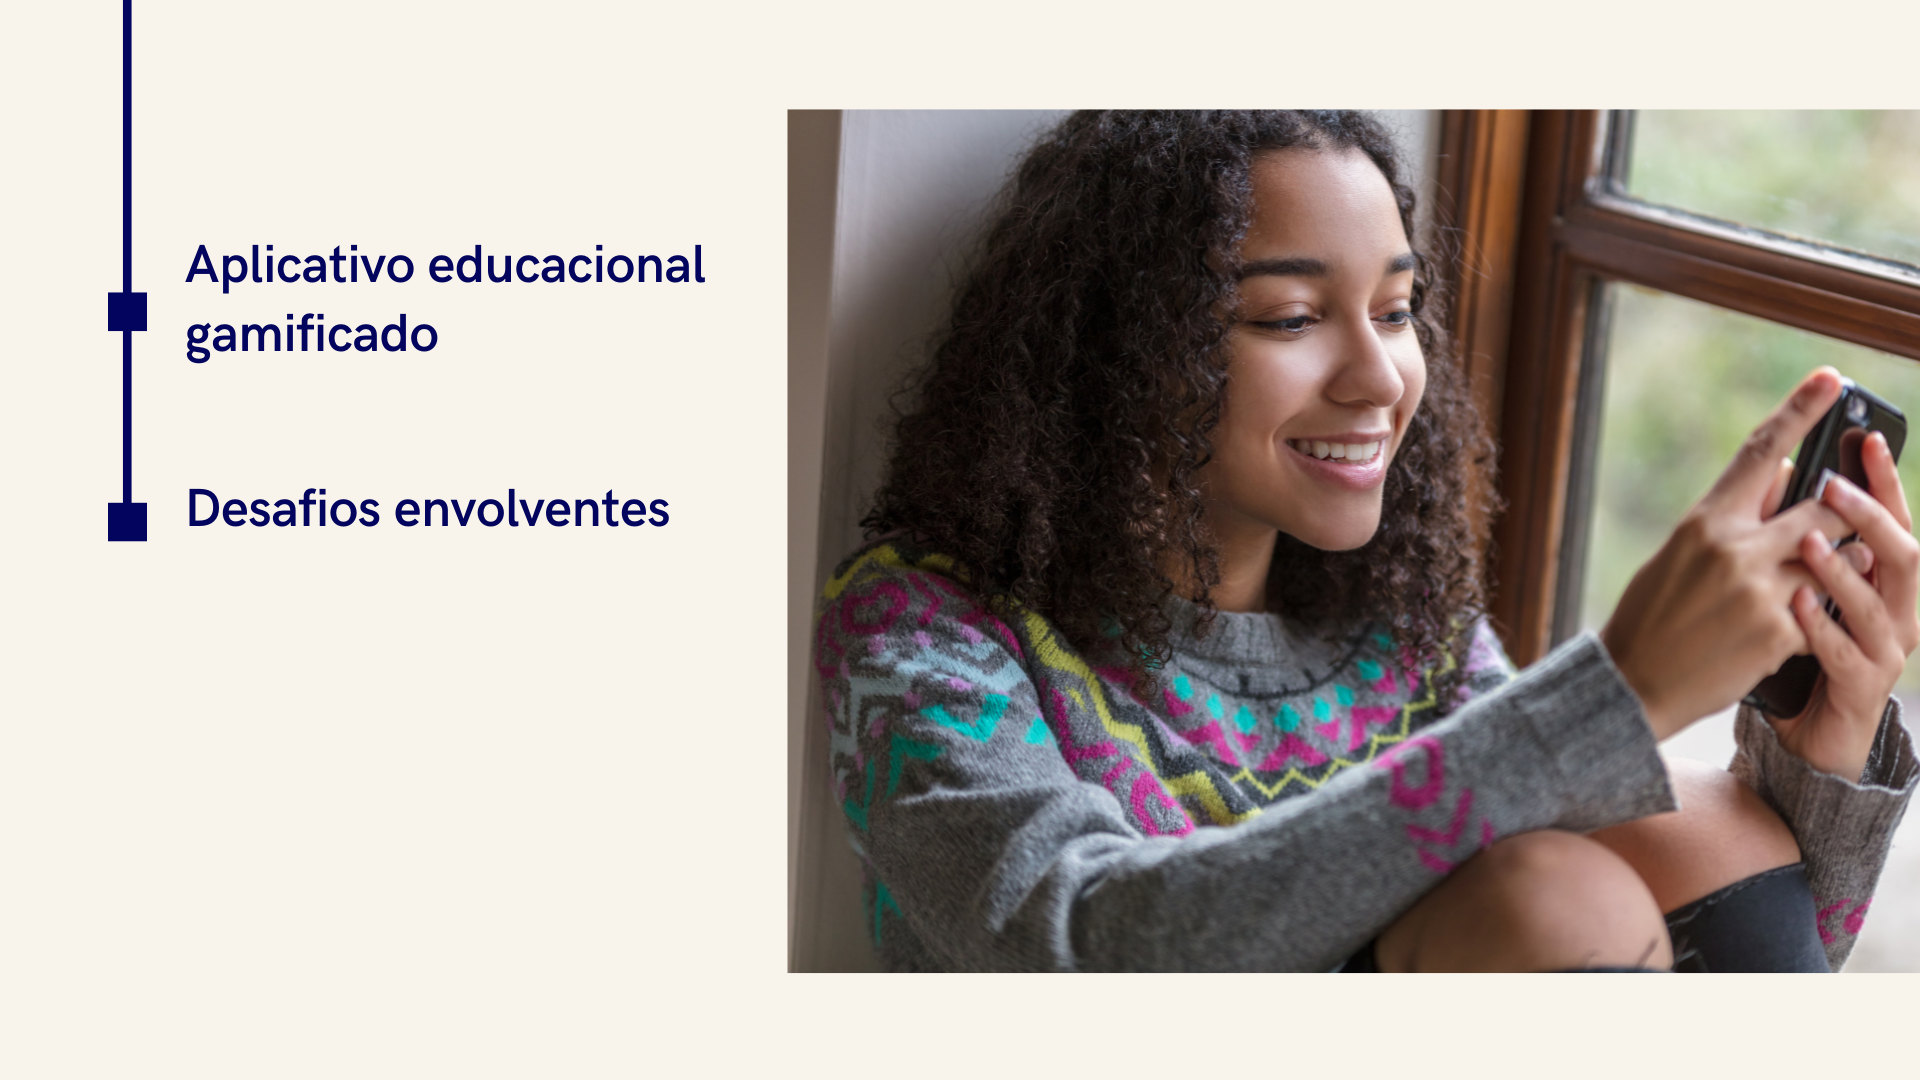 Aplicativo educacional
gamificado
Desafios envolventes